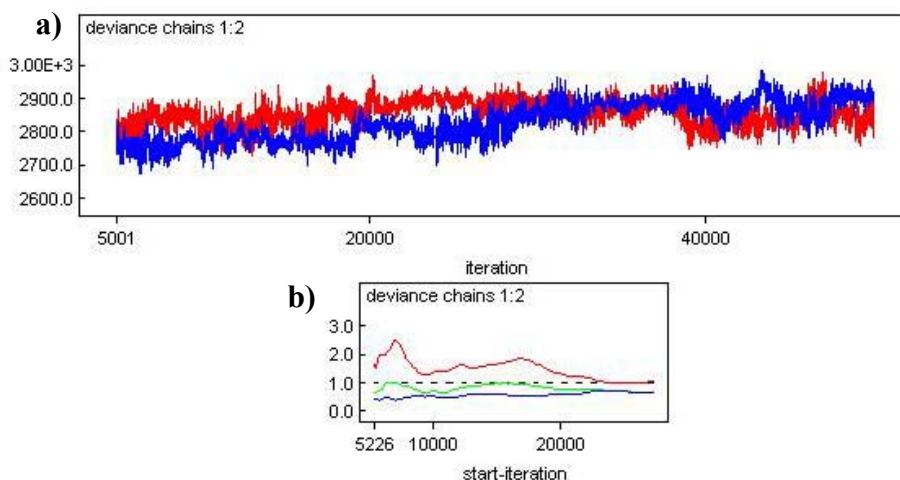 a)
deviance chains 1:2
3.00E+3
2900.0
2800.0
2700.0
2600.0
5001 20000 40000
iteration
b)
deviance chains 1:2
3.0
2.0
1.0
0.0
5226 10000 20000
start-iteration